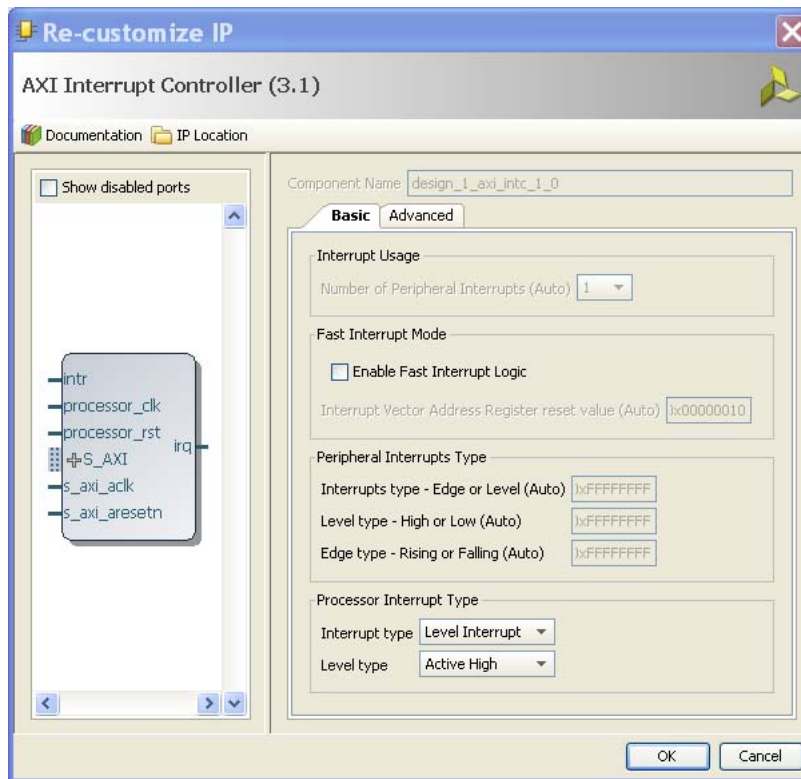 Re-customize IP
AXI Interrupt Controller (3.1)
Documentation IP Location
Show disabled ports
intr
processor_clk
processor_rst
irq
S_AXI
s_axi_aclk
s_axi_aresetn
Component Name design_1_axi_intc_1_0
Basic Advanced
Interrupt Usage
Number of Peripheral Interrupts (Auto) 1
Fast Interrupt Mode
Enable Fast Interrupt Logic
Interrupt Vector Address Register reset value (Auto) )x00000010
Peripheral Interrupts Type
Interrupts type - Edge or Level (Auto) )xFFFFFFFF
Level type - High or Low (Auto) )xFFFFFFFF
Edge type - Rising or Falling (Auto) )xFFFFFFFF
Processor Interrupt Type
Interrupt type Level Interrupt
Level type Active High
OK Cancel